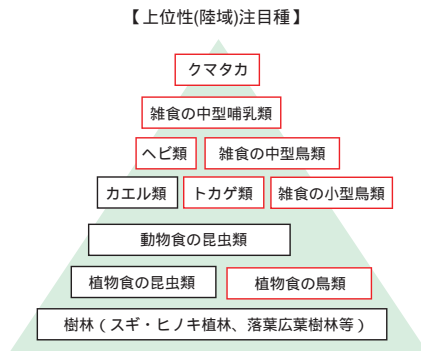 【上位性(陸域)注目種】
クマタカ
雑食の中型哺乳類
ヘビ類 雑食の中型鳥類
カエル類 トカゲ類 雑食の小型鳥類
動物食の昆虫類
植物食の昆虫類 植物食の鳥類
樹林（スギ・ヒノキ植林、落葉広葉樹林等）